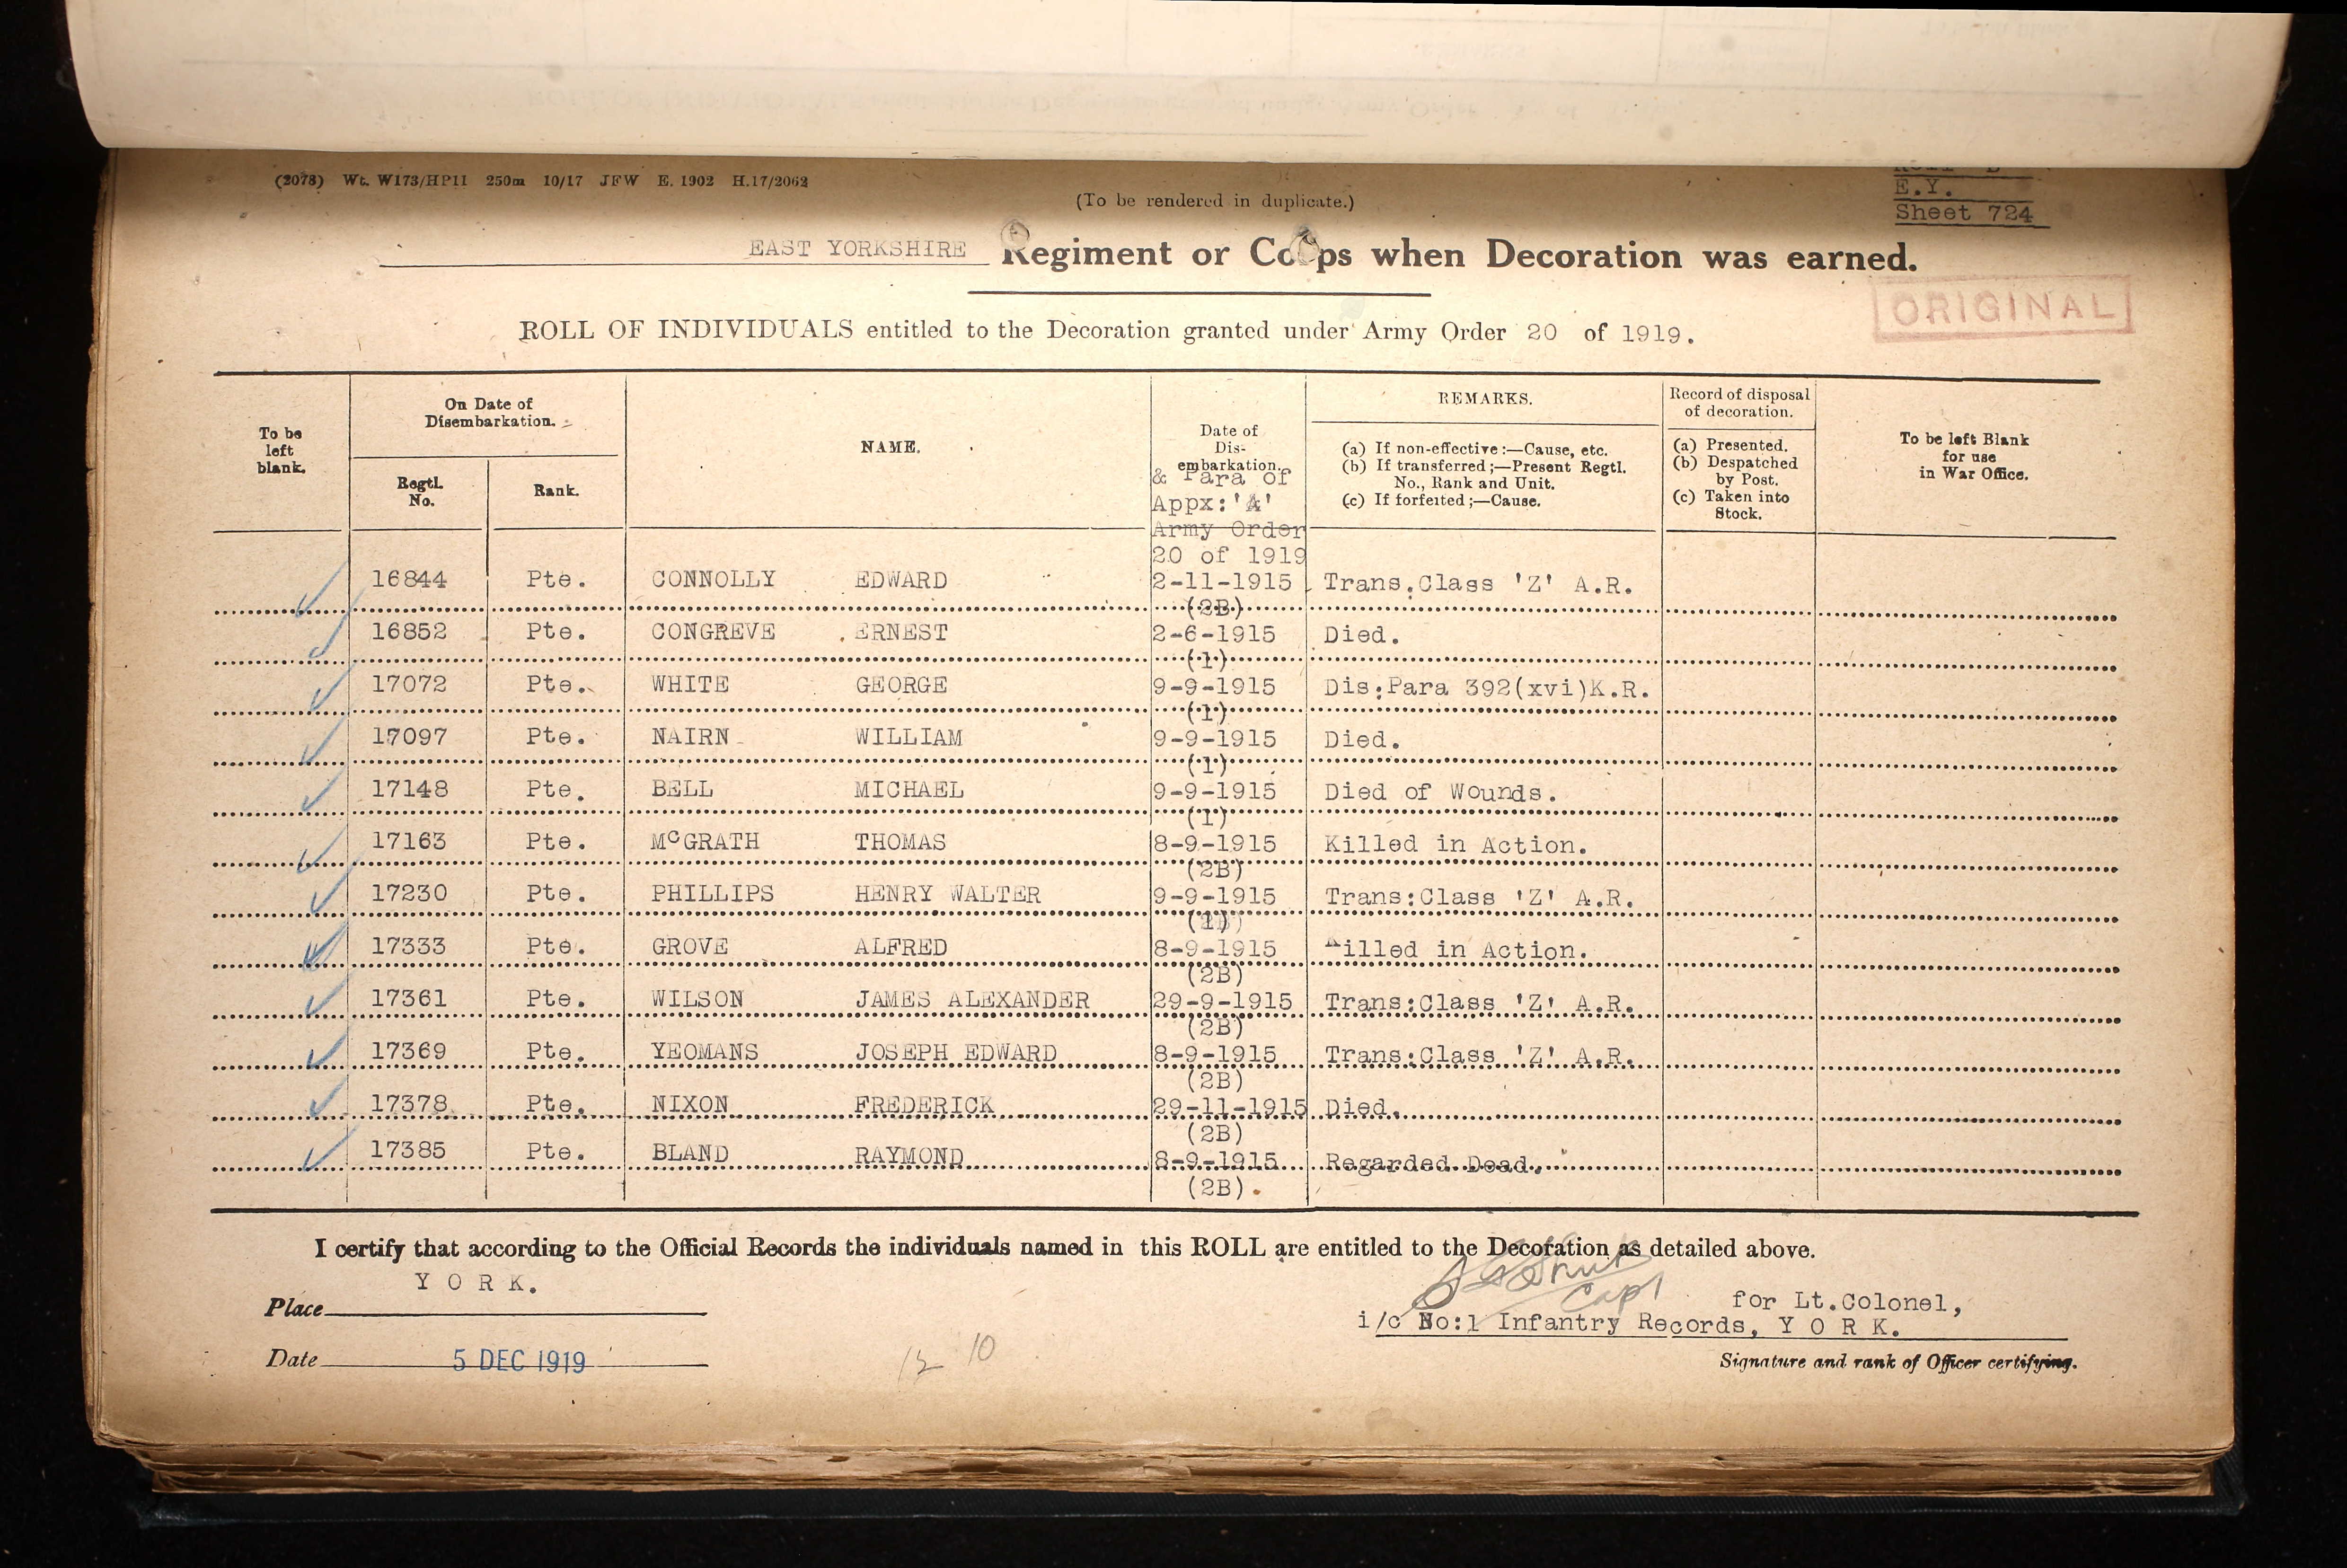 (2078) Wt. W173/HP11 250m 10/17 JFW E. 1902 H.17/2062
(To be rendered in duplicate.)
E.Y.
Sheet 724
EAST YORKSHIRE Regiment or Corps when Decoration was earned.
ORIGINAL
ROLL OF INDIVIDUALS entitled to the Decoration granted under Army Order 20 of 1919.
To be left blank.
On Date of Disembarkation.
Regtl. No.
Rank.
NAME.
Date of Dis-embarkation.
& Para of
Appx:'A'
Army Order
20 of 1919
REMARKS.
(a) If non-effective:—Cause, etc.
(b) If transferred;—Present Regtl. No., Rank and Unit.
(c) If forfeited;—Cause.
Record of disposal of decoration.
(a) Presented.
(b) Despatched by Post.
(c) Taken into Stock.
To be left Blank for use in War Office.
16844 Pte. CONNOLLY EDWARD 2-11-1915 Trans.Class 'Z' A.R.
(2B)
16852 Pte. CONGREVE ERNEST 2-6-1915 Died.
(1)
17072 Pte. WHITE GEORGE 9-9-1915 Dis:Para 392(xvi)K.R.
(1)
17097 Pte. NAIRN WILLIAM 9-9-1915 Died.
(1)
17148 Pte. BELL MICHAEL 9-9-1915 Died of Wounds.
(1)
17163 Pte. McGRATH THOMAS 8-9-1915 Killed in Action.
(2B)
17230 Pte. PHILLIPS HENRY WALTER 9-9-1915 Trans:Class 'Z' A.R.
(1)
17333 Pte. GROVE ALFRED 8-9-1915 Killed in Action.
(2B)
17361 Pte. WILSON JAMES ALEXANDER 29-9-1915 Trans:Class 'Z' A.R.
(2B)
17369 Pte. YEOMANS JOSEPH EDWARD 8-9-1915 Trans:Class 'Z' A.R.
(2B)
17378 Pte. NIXON FREDERICK 29-11-1915 Died.
(2B)
17385 Pte. BLAND RAYMOND 8-9-1915 Regarded Dead.
(2B)
I certify that according to the Official Records the individuals named in this ROLL are entitled to the Decoration as detailed above.
Place YORK.
Capt
for Lt.Colonel,
i/c No:1 Infantry Records, YORK.
Date 5 DEC 1919
12 10
Signature and rank of Officer certifying.